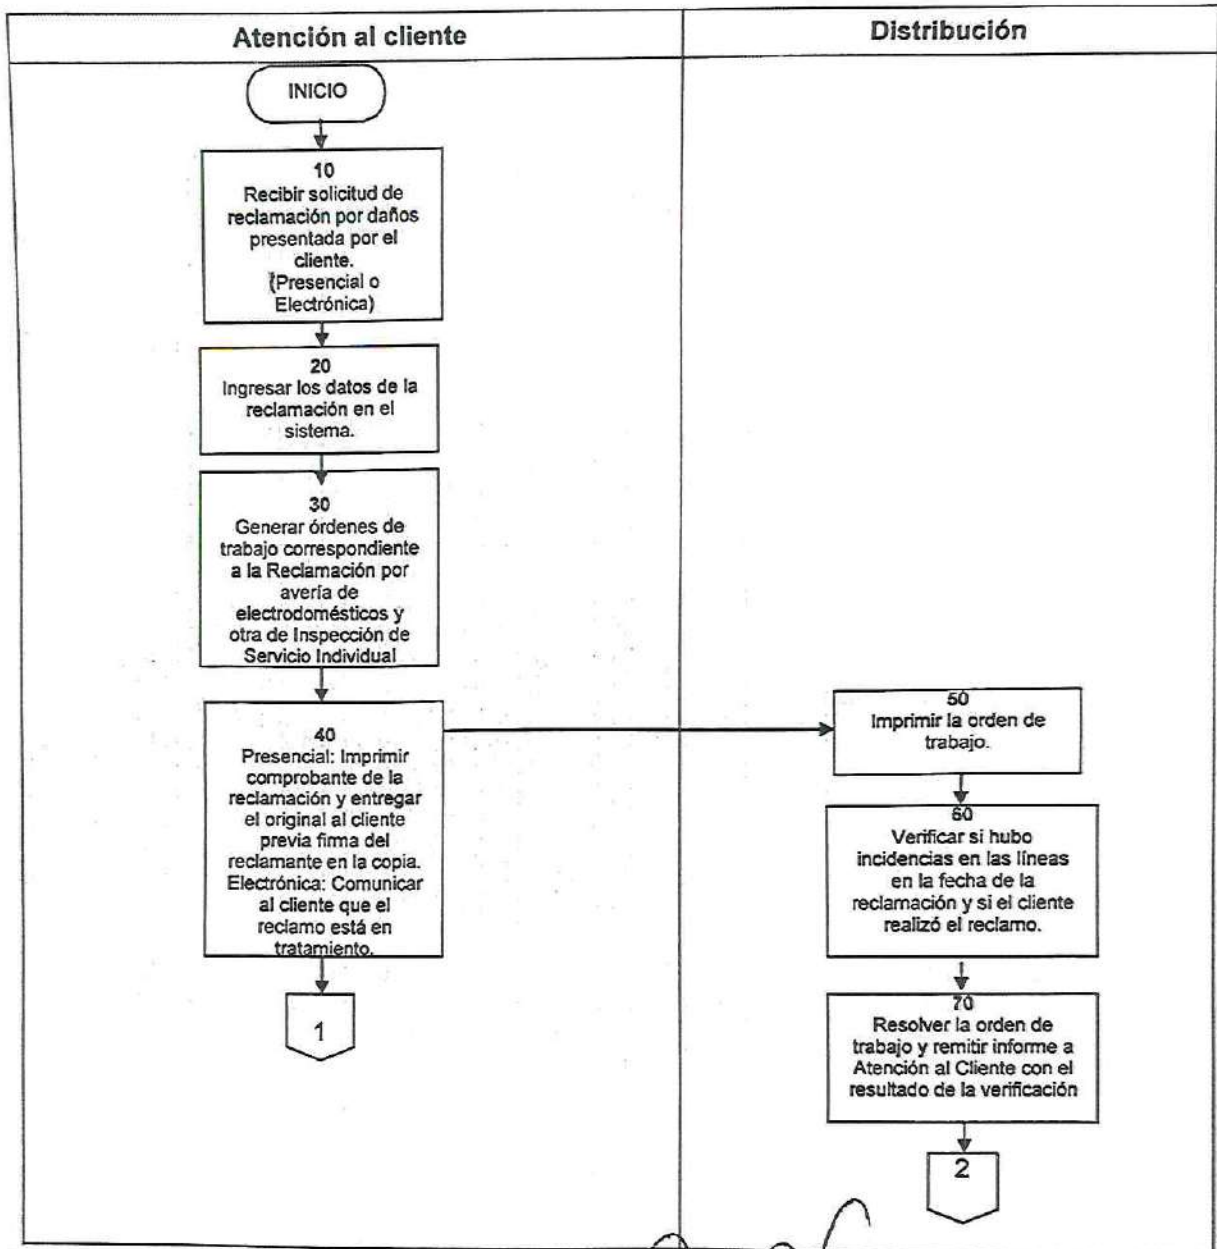 Atención al cliente
Distribución
INICIO
10
Recibir solicitud de
reclamación por daños
presentada por el
cliente.
(Presencial o
Electrónica)
20
Ingresar los datos de la
reclamación en el
sistema.
30
Generar órdenes de
trabajo correspondiente
a la Reclamación por
avería de
electrodomésticos y
otra de Inspección de
Servicio Individual
40
Presencial: Imprimir
comprobante de la
reclamación y entregar
el original al cliente
previa firma del
reclamante en la copia.
Electrónica: Comunicar
al cliente que el
reclamo está en
tratamiento.
1
50
Imprimir la orden de
trabajo.
60
Verificar si hubo
incidencias en las líneas
en la fecha de la
reclamación y si el cliente
realizó el reclamo.
70
Resolver la orden de
trabajo y remitir informe a
Atención al Cliente con el
resultado de la verificación
2